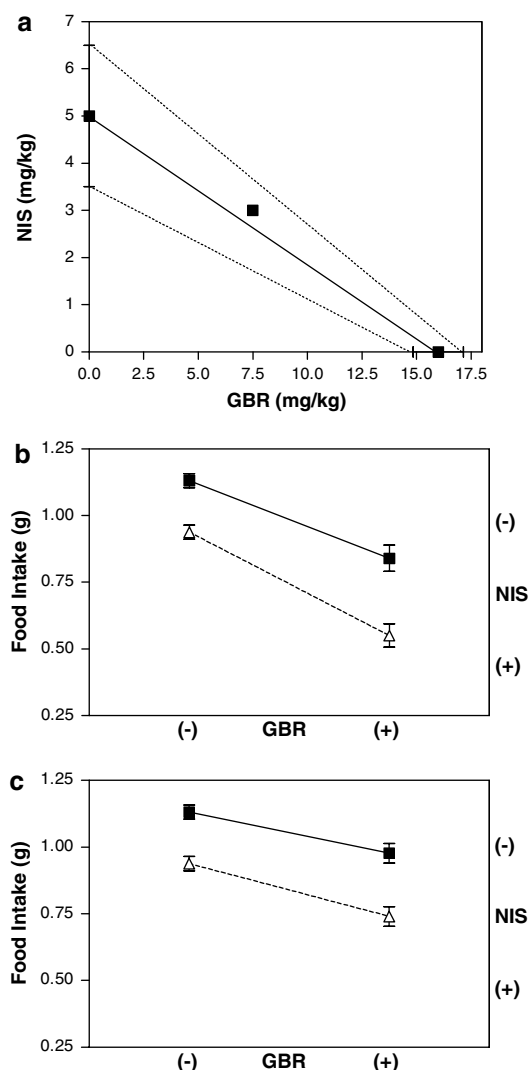 a
NIS (mg/kg)
7
6
5
4
3
2
1
0
0.0 2.5 5.0 7.5 10.0 12.5 15.0 17.5
GBR (mg/kg)
b
Food Intake (g)
1.25
1.00
0.75
0.50
0.25
(-)
NIS
(+)
(-) GBR (+)
c
Food Intake (g)
1.25
1.00
0.75
0.50
0.25
(-)
NIS
(+)
(-) GBR (+)